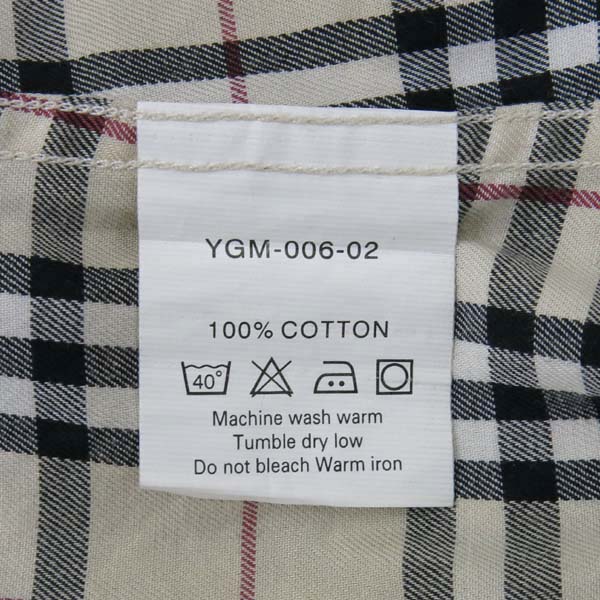 YGM-006-02
100% COTTON
40°
Machine wash warm
Tumble dry low
Do not bleach Warm iron